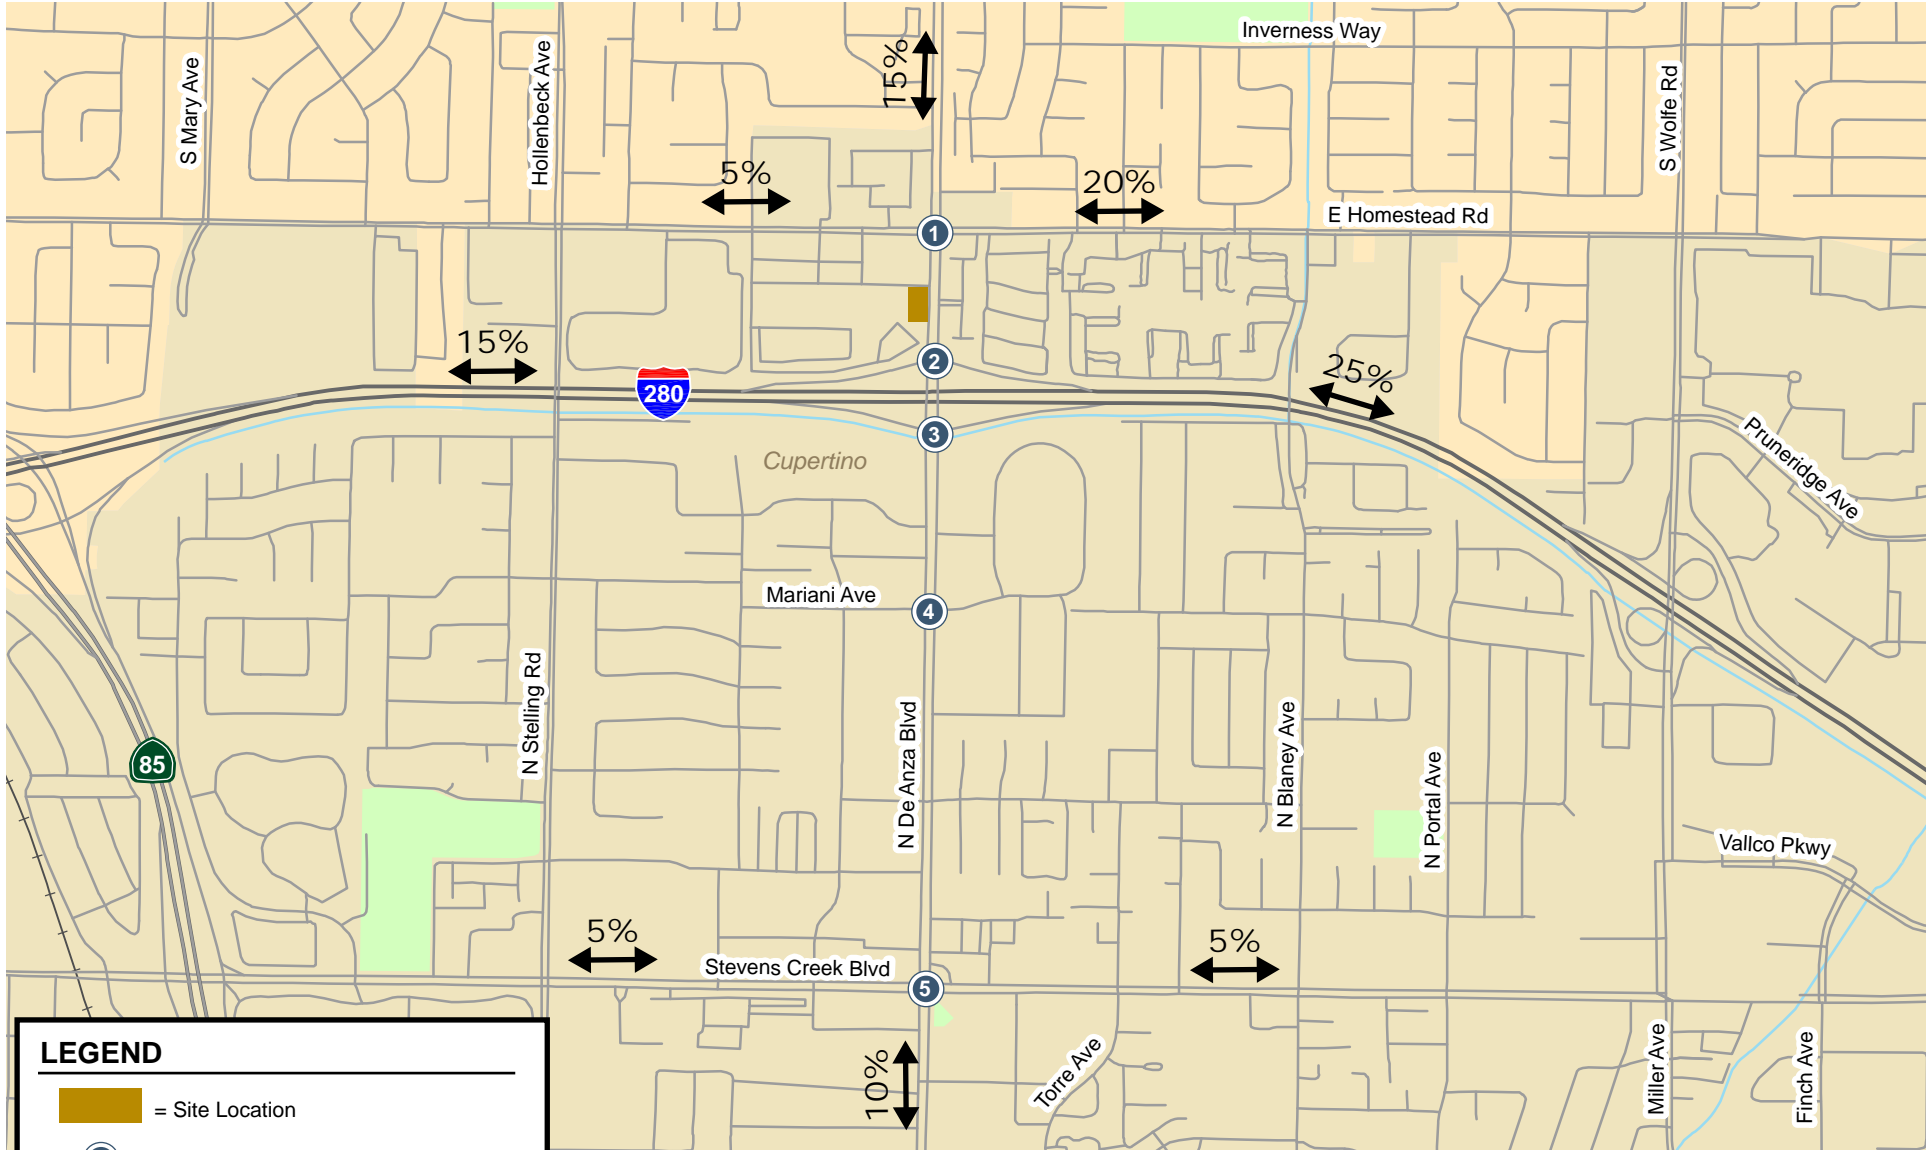 Inverness Way
15%
S Mary Ave
Hollenbeck Ave
S Wolfe Rd
5%
20%
E Homestead Rd
1
15%
2
280
25%
3
Cupertino
Pruneridge Ave
Mariani Ave
4
N Stelling Rd
N De Anza Blvd
N Blaney Ave
N Portal Ave
85
Vallco Pkwy
5%
5%
Stevens Creek Blvd
5
10%
Torre Ave
Miller Ave
Finch Ave
LEGEND
= Site Location